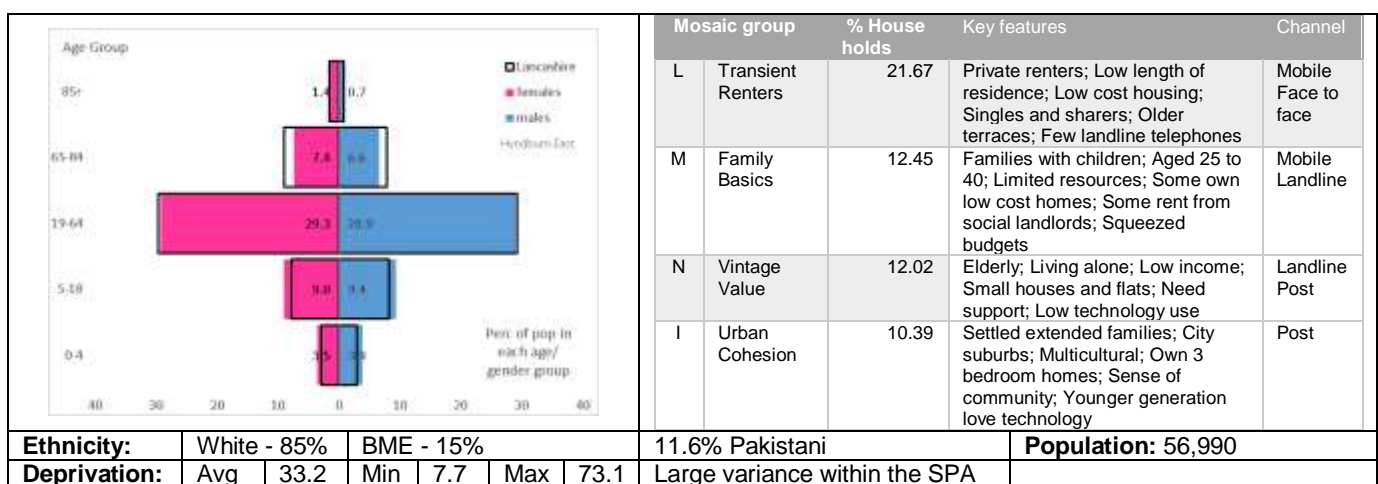 Age Group
Lancashire
females
males
Hyndburn East
85+
1.4 0.7
65-84
7.4 6.6
19-64
29.3
5-18
9.0 9.4
0-4
Perc of pop in
each age/
gender group
40 30 20 10 0 10 20 30 40
Mosaic group % House
holds Key features Channel
L Transient
Renters 21.67 Private renters; Low length of
residence; Low cost housing;
Singles and sharers; Older
terraces; Few landline telephones Mobile
Face to
face
M Family
Basics 12.45 Families with children; Aged 25 to
40; Limited resources; Some own
low cost homes; Some rent from
social landlords; Squeezed
budgets Mobile
Landline
N Vintage
Value 12.02 Elderly; Living alone; Low income;
Small houses and flats; Need
support; Low technology use Landline
Post
I Urban
Cohesion 10.39 Settled extended families; City
suburbs; Multicultural; Own 3
bedroom homes; Sense of
community; Younger generation
love technology Post
Ethnicity: White - 85% BME - 15% 11.6% Pakistani Population: 56,990
Deprivation: Avg 33.2 Min 7.7 Max 73.1 Large variance within the SPA